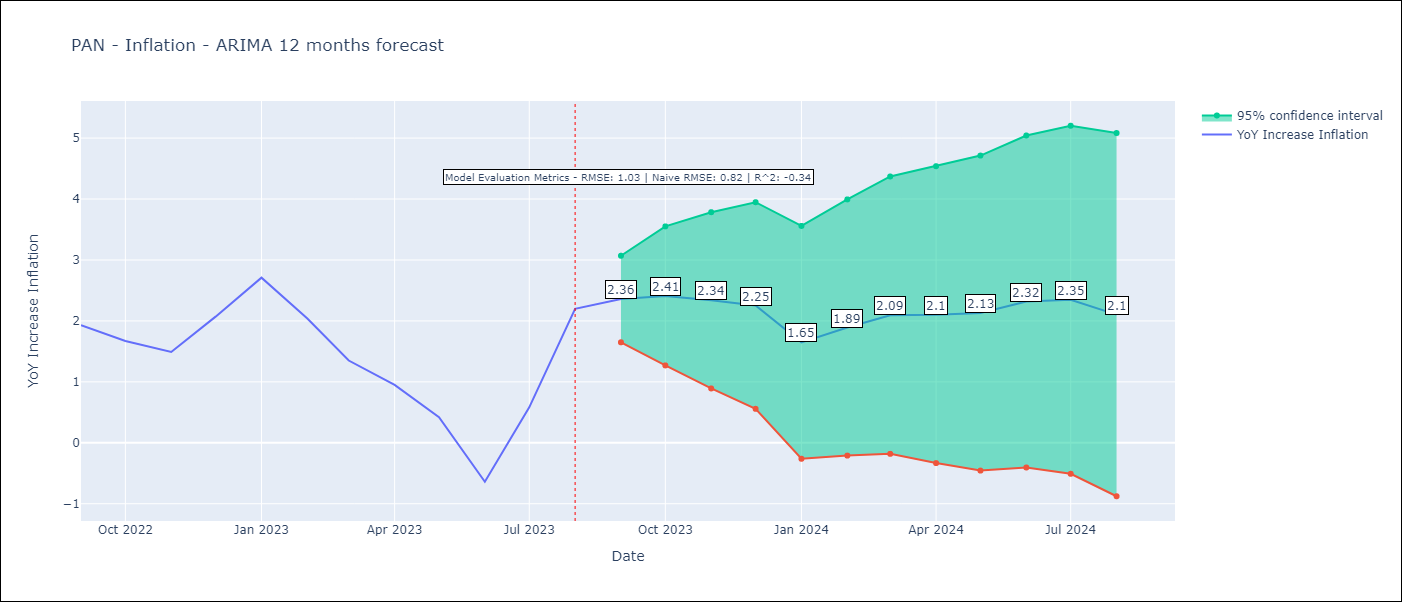 PAN - Inflation - ARIMA 12 months forecast
95% confidence interval
YoY Increase Inflation
Model Evaluation Metrics - RMSE: 1.03 | Naive RMSE: 0.82 | R^2: -0.34
YoY Increase Inflation
5
4
3
2
1
0
−1
2.36
2.41
2.34
2.25
1.65
1.89
2.09
2.1
2.13
2.32
2.35
2.1
Oct 2022
Jan 2023
Apr 2023
Jul 2023
Oct 2023
Jan 2024
Apr 2024
Jul 2024
Date